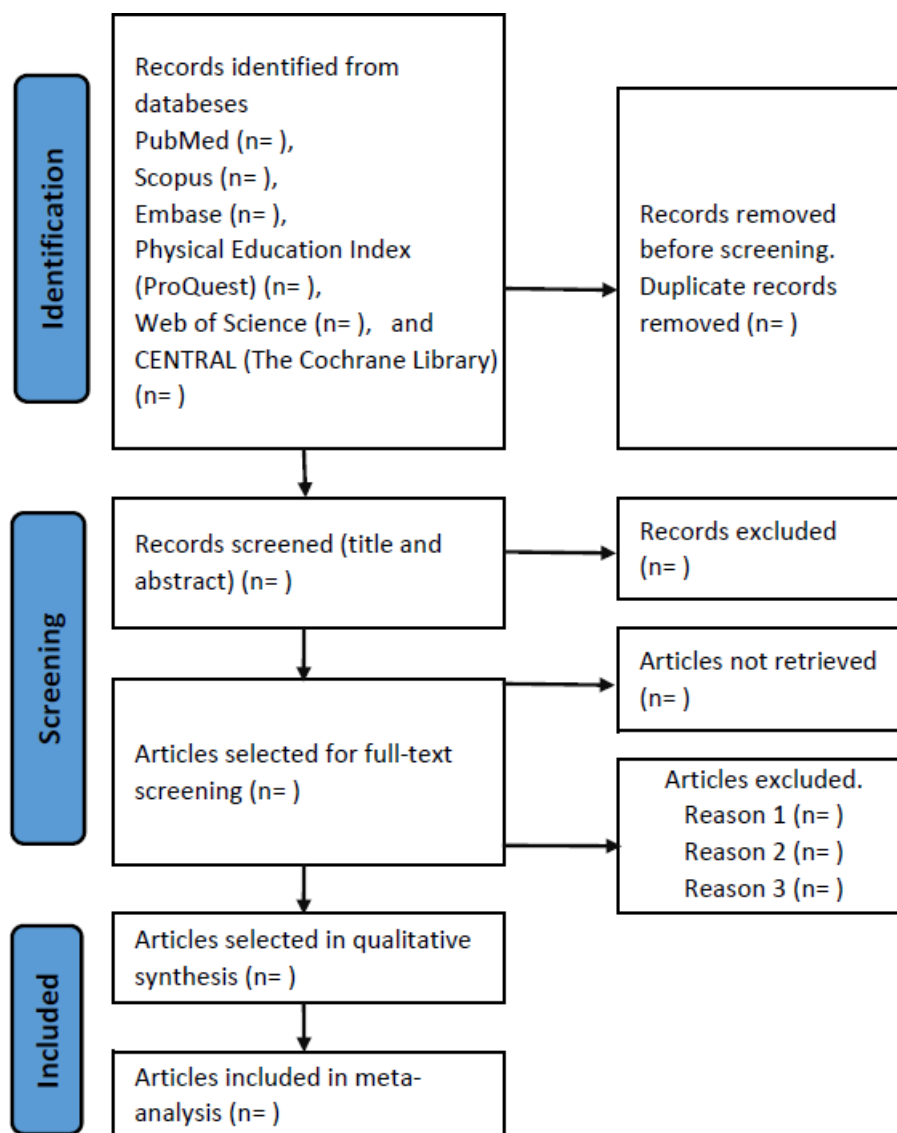 Identification
Records identified from
databeses
PubMed (n= ),
Scopus (n= ),
Embase (n= ),
Physical Education Index
(ProQuest) (n= ),
Web of Science (n= ),   and
CENTRAL (The Cochrane Library)
(n= )
Records removed
before screening.
Duplicate records
removed (n= )
Screening
Records screened (title and
abstract) (n= )
Records excluded
(n= )
Articles not retrieved
(n= )
Articles selected for full-text
screening (n= )
Articles excluded.
Reason 1 (n= )
Reason 2 (n= )
Reason 3 (n= )
Included
Articles selected in qualitative
synthesis (n= )
Articles included in meta-
analysis (n= )